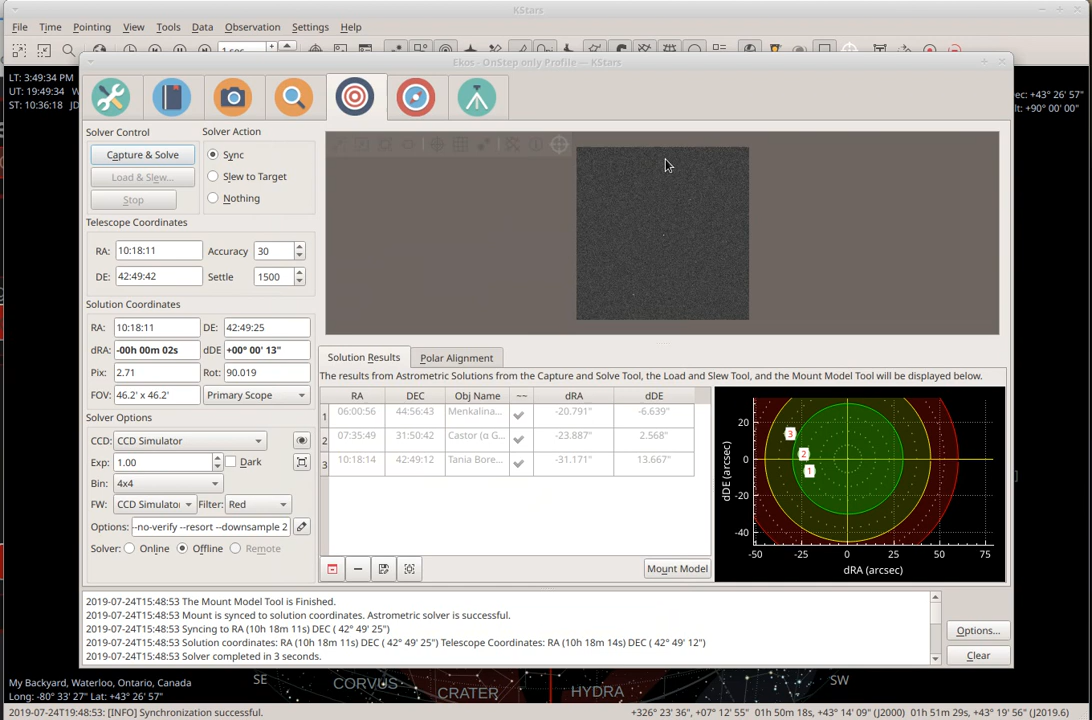 KStars
File Time Pointing View Tools Data Observation Settings Help
1 sec
Ekos - OnStep only Profile — KStars
LT: 3:49:34 PM
UT: 19:49:34
ST: 10:36:18 JD
ec: +43° 26' 57"
lt: +90° 00' 00"
Solver Control
Solver Action
Capture & Solve
Sync
Load & Slew...
Slew to Target
Stop
Nothing
Telescope Coordinates
RA: 10:18:11 Accuracy 30
DE: 42:49:42 Settle 1500
Solution Coordinates
RA: 10:18:11 DE: 42:49:25
dRA: -00h 00m 02s dDE +00° 00' 13"
Pix: 2.71 Rot: 90.019
FOV: 46.2' x 46.2' Primary Scope
Solver Options
CCD: CCD Simulator
Exp: 1.00 Dark
Bin: 4x4
FW: CCD Simulator Filter: Red
Options: --no-verify --resort --downsample 2
Solver: Online Offline Remote
Solution Results Polar Alignment
The results from Astrometric Solutions from the Capture and Solve Tool, the Load and Slew Tool, and the Mount Model Tool will be displayed below.
RA DEC Obj Name ~~ dRA dDE
1 06:00:56 44:56:43 Menkalina... -20.791" -6.639"
2 07:35:49 31:50:42 Castor (α G... -23.887" 2.568"
3 10:18:14 42:49:12 Tania Bore... -31.171" 13.667"
Mount Model
dDE (arcsec)
20
0
-20
-40
3
2
1
-50 -25 0 25 50 75
dRA (arcsec)
2019-07-24T15:48:53 The Mount Model Tool is Finished.
2019-07-24T15:48:53 Mount is synced to solution coordinates. Astrometric solver is successful.
2019-07-24T15:48:53 Syncing to RA (10h 18m 11s) DEC ( 42° 49' 25")
2019-07-24T15:48:53 Solution coordinates: RA (10h 18m 11s) DEC ( 42° 49' 25") Telescope Coordinates: RA (10h 18m 14s) DEC ( 42° 49' 12")
2019-07-24T15:48:53 Solver completed in 3 seconds.
Options...
Clear
My Backyard, Waterloo, Ontario, Canada
Long: -80° 33' 27" Lat: +43° 26' 57"
SE CORVUS CRATER HYDRA SW
2019-07-24T19:48:53: [INFO] Synchronization successful.
+326° 23' 36", +07° 12' 55" 01h 50m 18s, +43° 14' 09" (J2000) 01h 51m 29s, +43° 19' 56" (J2019.6)